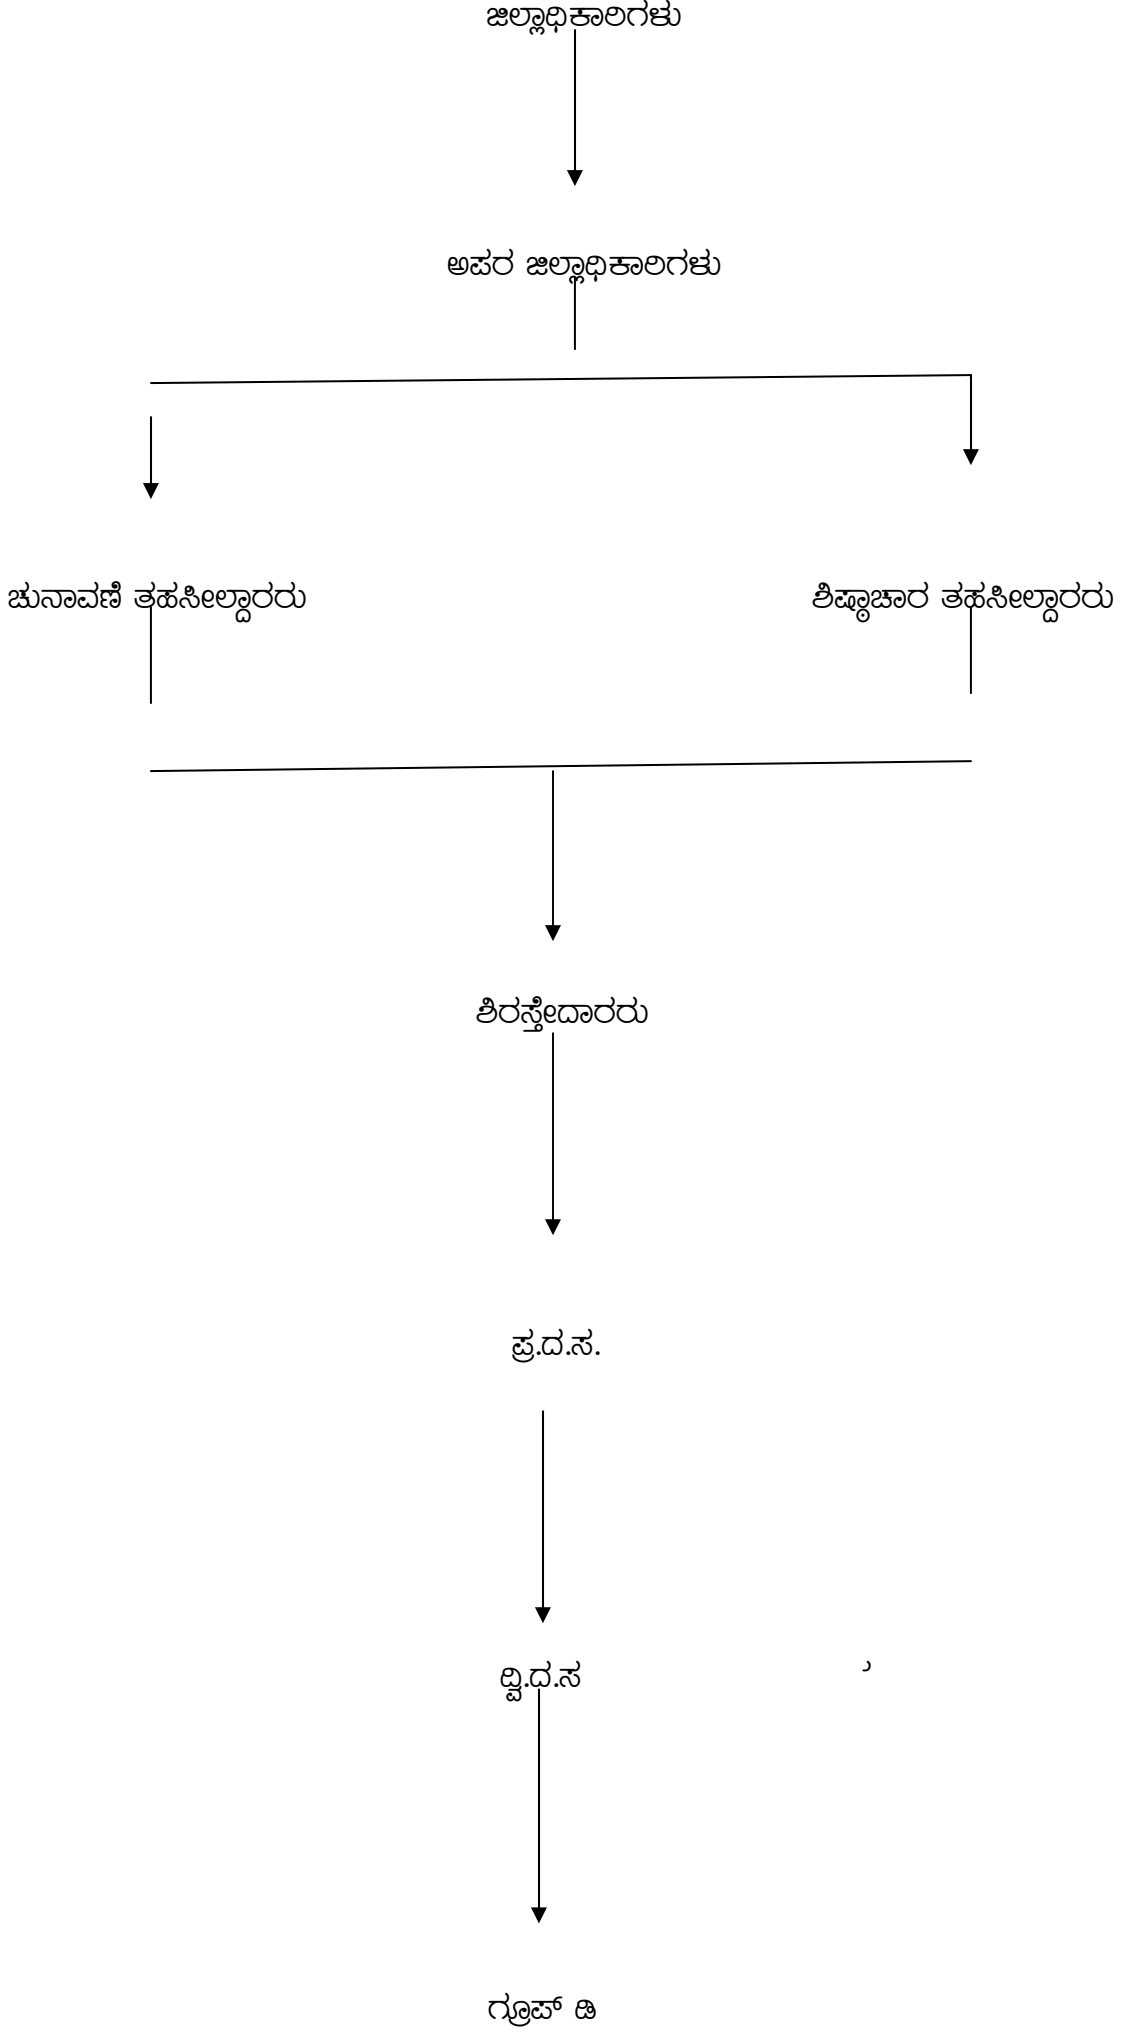 ಜಿಲ್ಲಾಧಿಕಾರಿಗಳು
ಅಪರ ಜಿಲ್ಲಾಧಿಕಾರಿಗಳು
ಚುನಾವಣೆ ತಹಸೀಲ್ದಾರರು
ಶಿಷ್ಠಾಚಾರ ತಹಸೀಲ್ದಾರರು
ಶಿರಸ್ತೇದಾರರು
ಪ್ರ.ದ.ಸ.
ದ್ವಿ.ದ.ಸ
ಗ್ರೂಪ್ ಡಿ